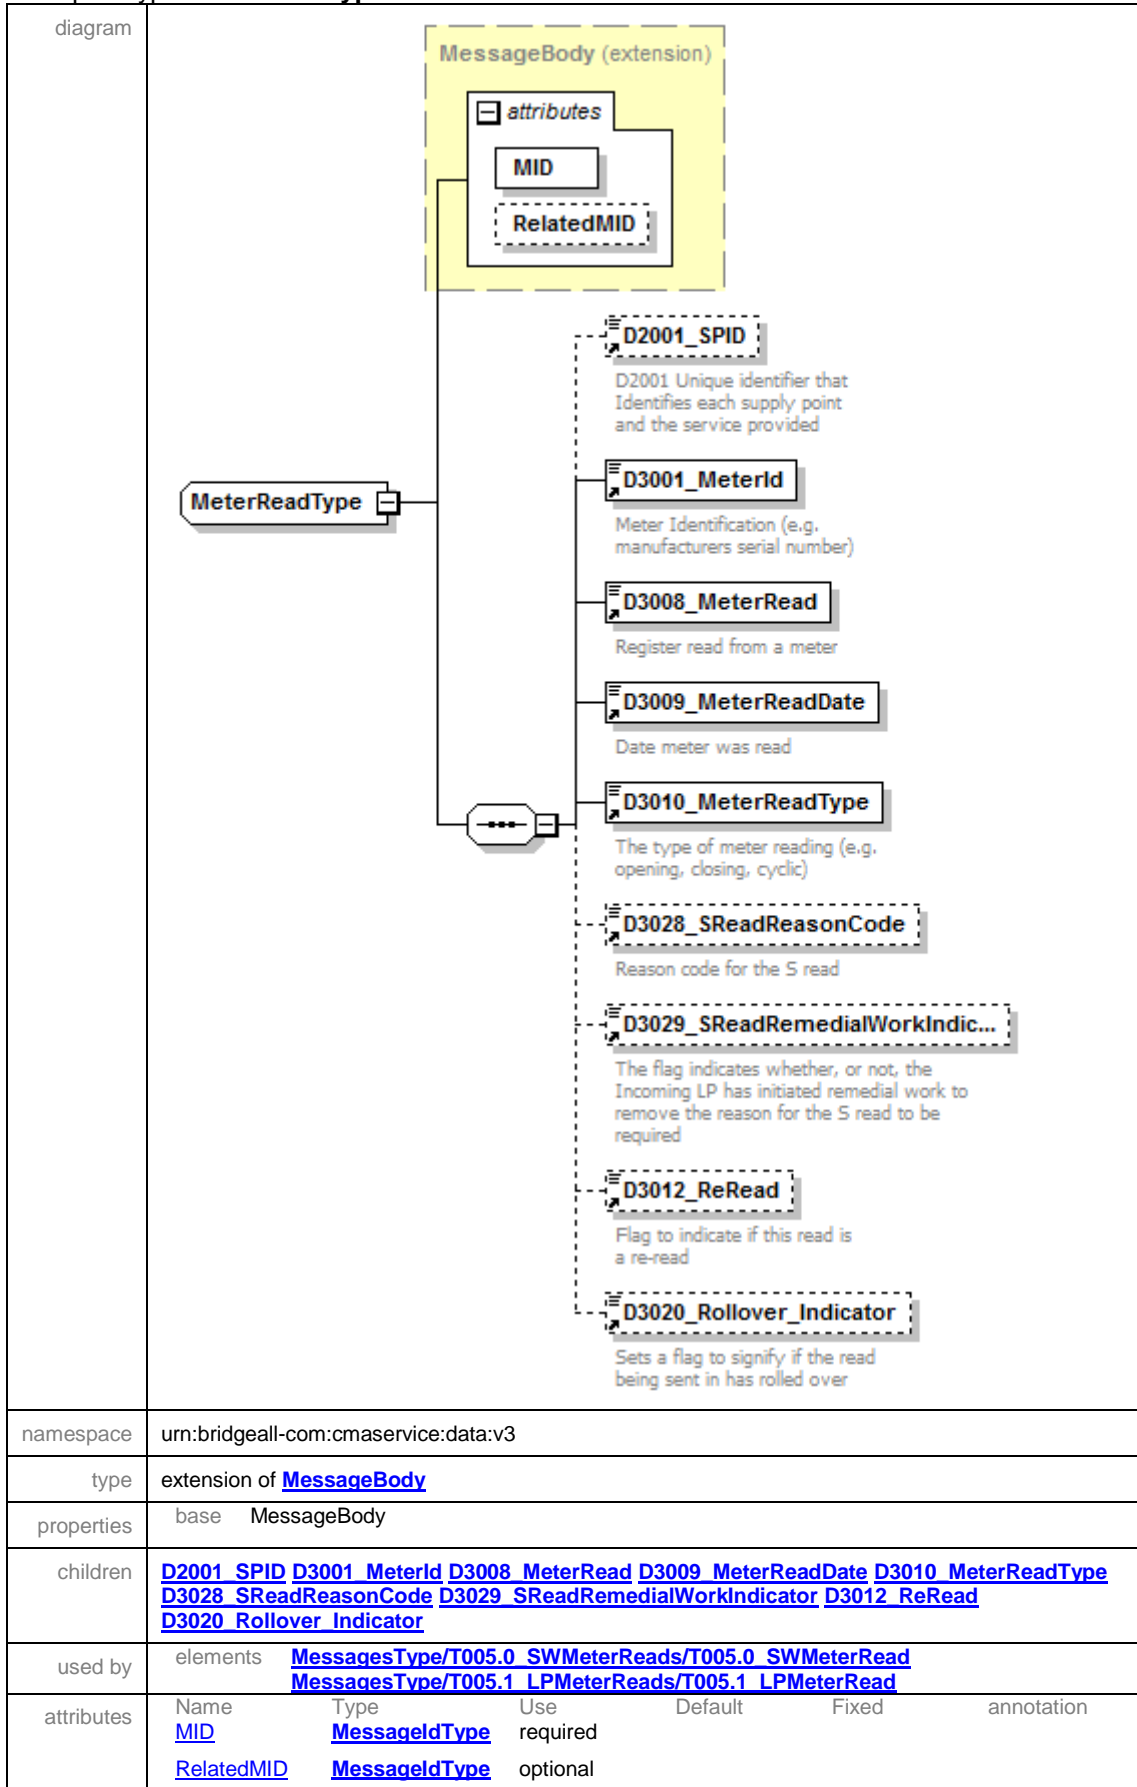 diagram
MessageBody (extension)
attributes
MID
RelatedMID
D2001_SPID
D2001 Unique identifier that
Identifies each supply point
and the service provided
MeterReadType
D3001_MeterId
Meter Identification (e.g.
manufacturers serial number)
D3008_MeterRead
Register read from a meter
D3009_MeterReadDate
Date meter was read
D3010_MeterReadType
The type of meter reading (e.g.
opening, closing, cyclic)
D3028_SReadReasonCode
Reason code for the S read
D3029_SReadRemedialWorkIndic...
The flag indicates whether, or not, the
Incoming LP has initiated remedial work to
remove the reason for the S read to be
required
D3012_ReRead
Flag to indicate if this read is
a re-read
D3020_Rollover_Indicator
Sets a flag to signify if the read
being sent in has rolled over
namespace urn:bridgeall-com:cmaservice:data:v3
type extension of MessageBody
properties base MessageBody
children D2001_SPID D3001_MeterId D3008_MeterRead D3009_MeterReadDate D3010_MeterReadType
D3028_SReadReasonCode D3029_SReadRemedialWorkIndicator D3012_ReRead
D3020_Rollover_Indicator
used by elements MessagesType/T005.0_SWMeterReads/T005.0_SWMeterRead
MessagesType/T005.1_LPMeterReads/T005.1_LPMeterRead
attributes Name Type Use Default Fixed annotation
MID MessageIdType required
RelatedMID MessageIdType optional